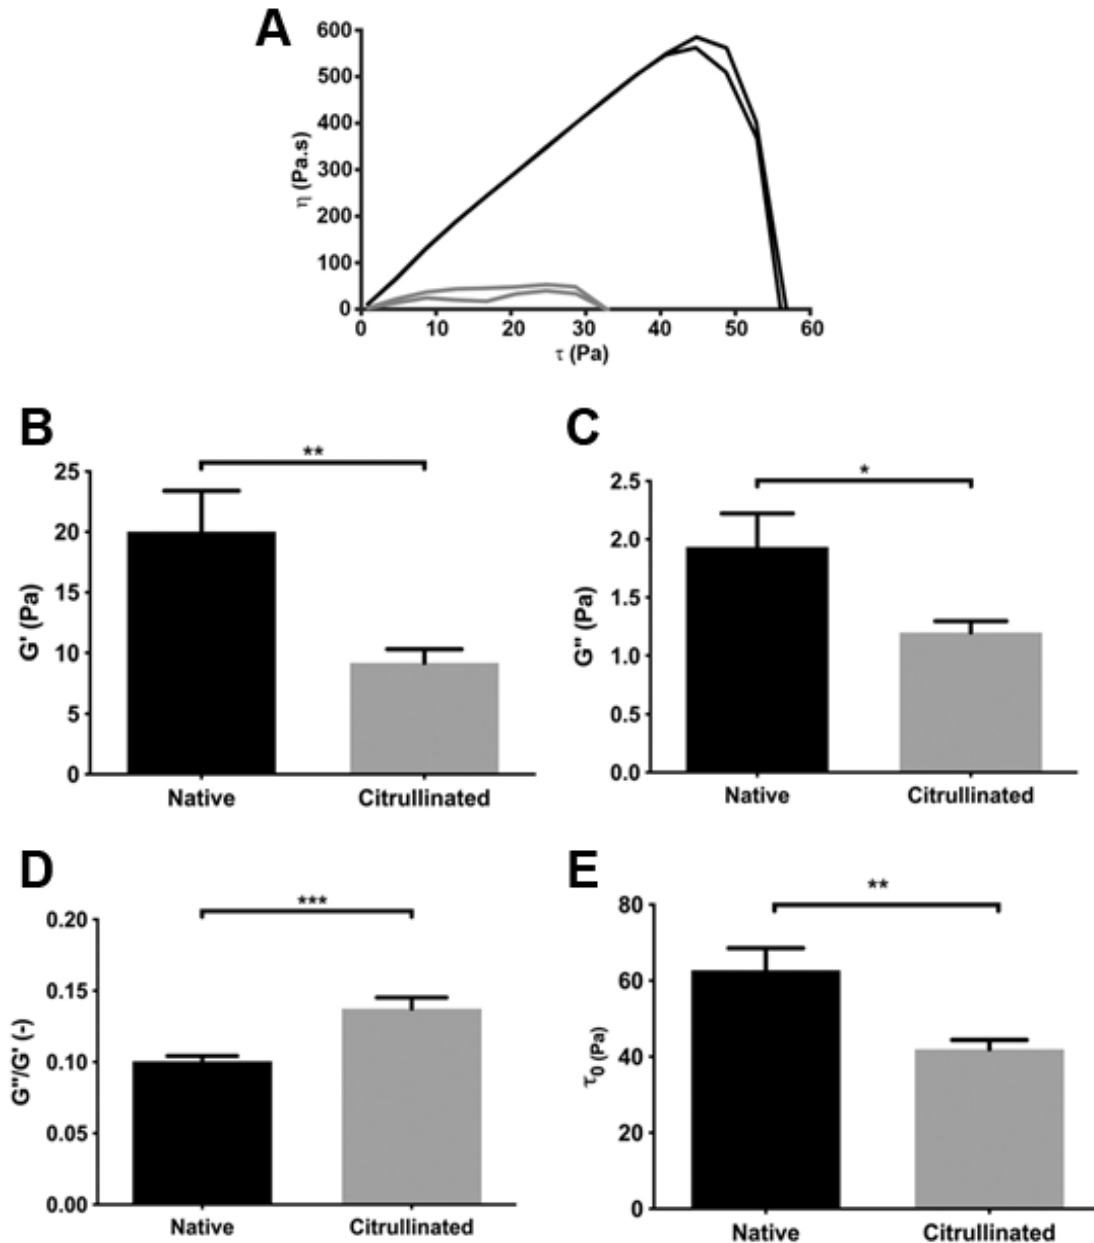 A
600
500
400
300
200
100
0
η (Pa.s)
0 10 20 30 40 50 60
τ (Pa)
B
**
25
20
15
10
5
0
G' (Pa)
Native Citrullinated
C
*
2.5
2.0
1.5
1.0
0.5
0.0
G" (Pa)
Native Citrullinated
D
***
0.20
0.15
0.10
0.05
0.00
G"/G' (-)
Native Citrullinated
E
**
80
60
40
20
0
τ0 (Pa)
Native Citrullinated